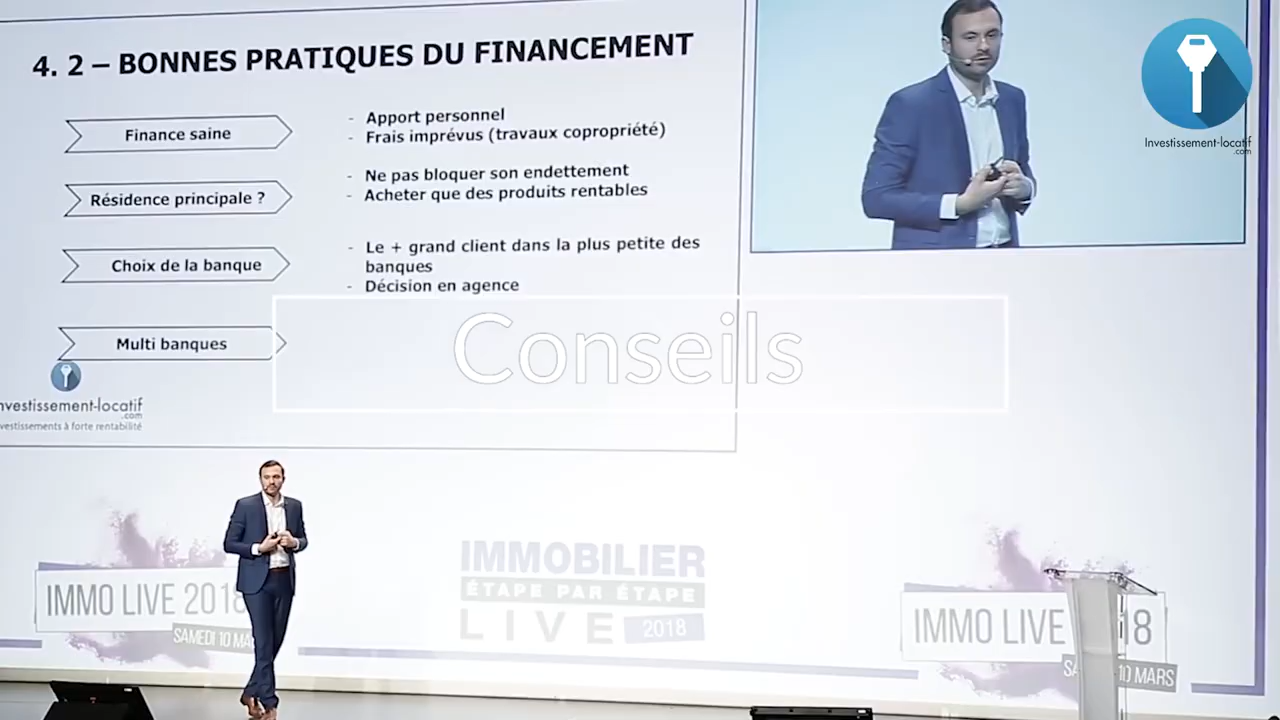 4. 2 – BONNES PRATIQUES DU FINANCEMENT
Finance saine
- Apport personnel
- Frais imprévus (travaux copropriété)
Résidence principale ?
- Ne pas bloquer son endettement
- Acheter que des produits rentables
Choix de la banque
- Le + grand client dans la plus petite des
banques
- Décision en agence
Multi banques
Conseils
Investissement-locatif
.com
nvestissement-locatif
.com
vestissements à forte rentabilité
IMMO LIVE 2018
SAMEDI 10 MA
IMMOBILIER
ÉTAPE PAR ÉTAPE
LIVE 2018
IMMO LIVE 18
SA 10 MARS